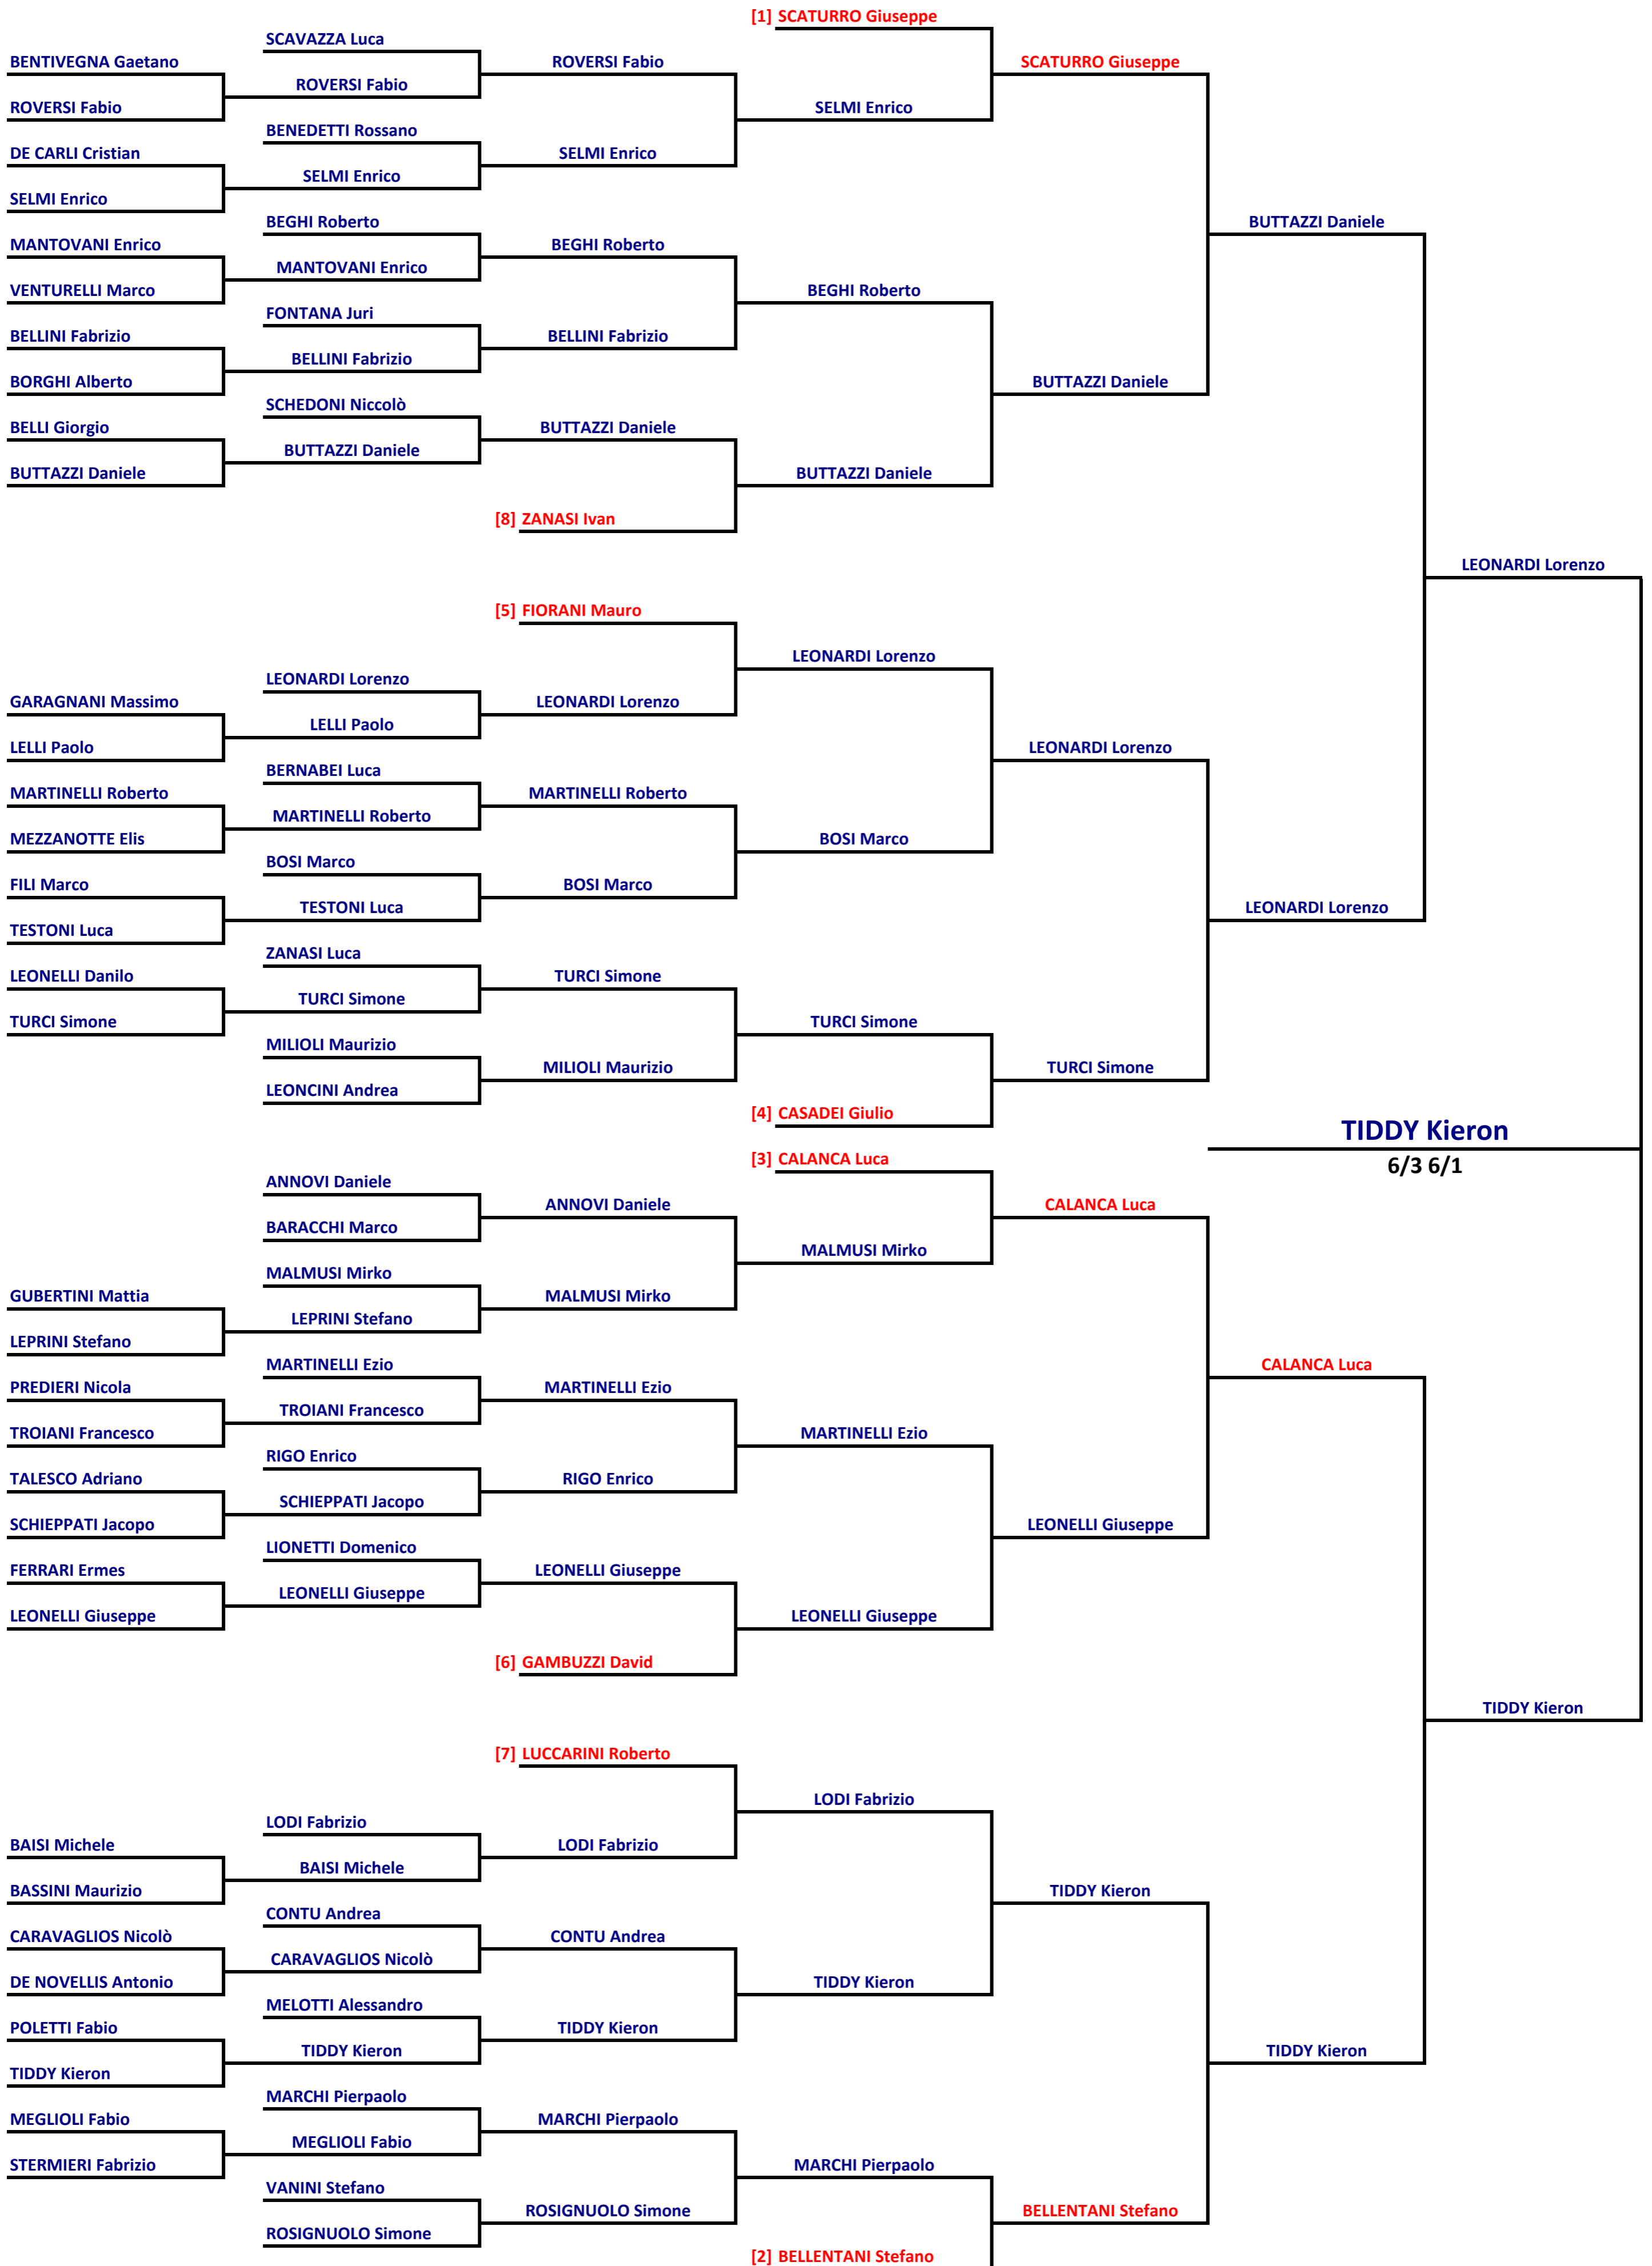 [1] SCATURRO Giuseppe
SCAVAZZA Luca
BENTIVEGNA Gaetano
ROVERSI Fabio
SCATURRO Giuseppe
ROVERSI Fabio
ROVERSI Fabio
SELMI Enrico
BENEDETTI Rossano
DE CARLI Cristian
SELMI Enrico
SELMI Enrico
SELMI Enrico
BEGHI Roberto
BUTTAZZI Daniele
MANTOVANI Enrico
BEGHI Roberto
MANTOVANI Enrico
VENTURELLI Marco
BEGHI Roberto
FONTANA Juri
BELLINI Fabrizio
BELLINI Fabrizio
BELLINI Fabrizio
BORGHI Alberto
BUTTAZZI Daniele
SCHEDONI Niccolò
BELLI Giorgio
BUTTAZZI Daniele
BUTTAZZI Daniele
BUTTAZZI Daniele
BUTTAZZI Daniele
[8] ZANASI Ivan
LEONARDI Lorenzo
[5] FIORANI Mauro
LEONARDI Lorenzo
LEONARDI Lorenzo
GARAGNANI Massimo
LEONARDI Lorenzo
LELLI Paolo
LELLI Paolo
LEONARDI Lorenzo
BERNABEI Luca
MARTINELLI Roberto
MARTINELLI Roberto
MARTINELLI Roberto
MEZZANOTTE Elis
BOSI Marco
BOSI Marco
FILI Marco
BOSI Marco
TESTONI Luca
LEONARDI Lorenzo
TESTONI Luca
ZANASI Luca
LEONELLI Danilo
TURCI Simone
TURCI Simone
TURCI Simone
TURCI Simone
MILIOLI Maurizio
MILIOLI Maurizio
TURCI Simone
LEONCINI Andrea
[4] CASADEI Giulio
TIDDY Kieron
[3] CALANCA Luca
6/3 6/1
ANNOVI Daniele
ANNOVI Daniele
CALANCA Luca
BARACCHI Marco
MALMUSI Mirko
MALMUSI Mirko
GUBERTINI Mattia
MALMUSI Mirko
LEPRINI Stefano
LEPRINI Stefano
MARTINELLI Ezio
CALANCA Luca
PREDIERI Nicola
MARTINELLI Ezio
TROIANI Francesco
TROIANI Francesco
MARTINELLI Ezio
RIGO Enrico
TALESCO Adriano
RIGO Enrico
SCHIEPPATI Jacopo
SCHIEPPATI Jacopo
LEONELLI Giuseppe
LIONETTI Domenico
FERRARI Ermes
LEONELLI Giuseppe
LEONELLI Giuseppe
LEONELLI Giuseppe
LEONELLI Giuseppe
[6] GAMBUZZI David
TIDDY Kieron
[7] LUCCARINI Roberto
LODI Fabrizio
LODI Fabrizio
BAISI Michele
LODI Fabrizio
BAISI Michele
BASSINI Maurizio
TIDDY Kieron
CONTU Andrea
CARAVAGLIOS Nicolò
CONTU Andrea
CARAVAGLIOS Nicolò
DE NOVELLIS Antonio
TIDDY Kieron
MELOTTI Alessandro
POLETTI Fabio
TIDDY Kieron
TIDDY Kieron
TIDDY Kieron
TIDDY Kieron
MARCHI Pierpaolo
MEGLIOLI Fabio
MARCHI Pierpaolo
MEGLIOLI Fabio
STERMIERI Fabrizio
MARCHI Pierpaolo
VANINI Stefano
ROSIGNUOLO Simone
BELLENTANI Stefano
ROSIGNUOLO Simone
[2] BELLENTANI Stefano